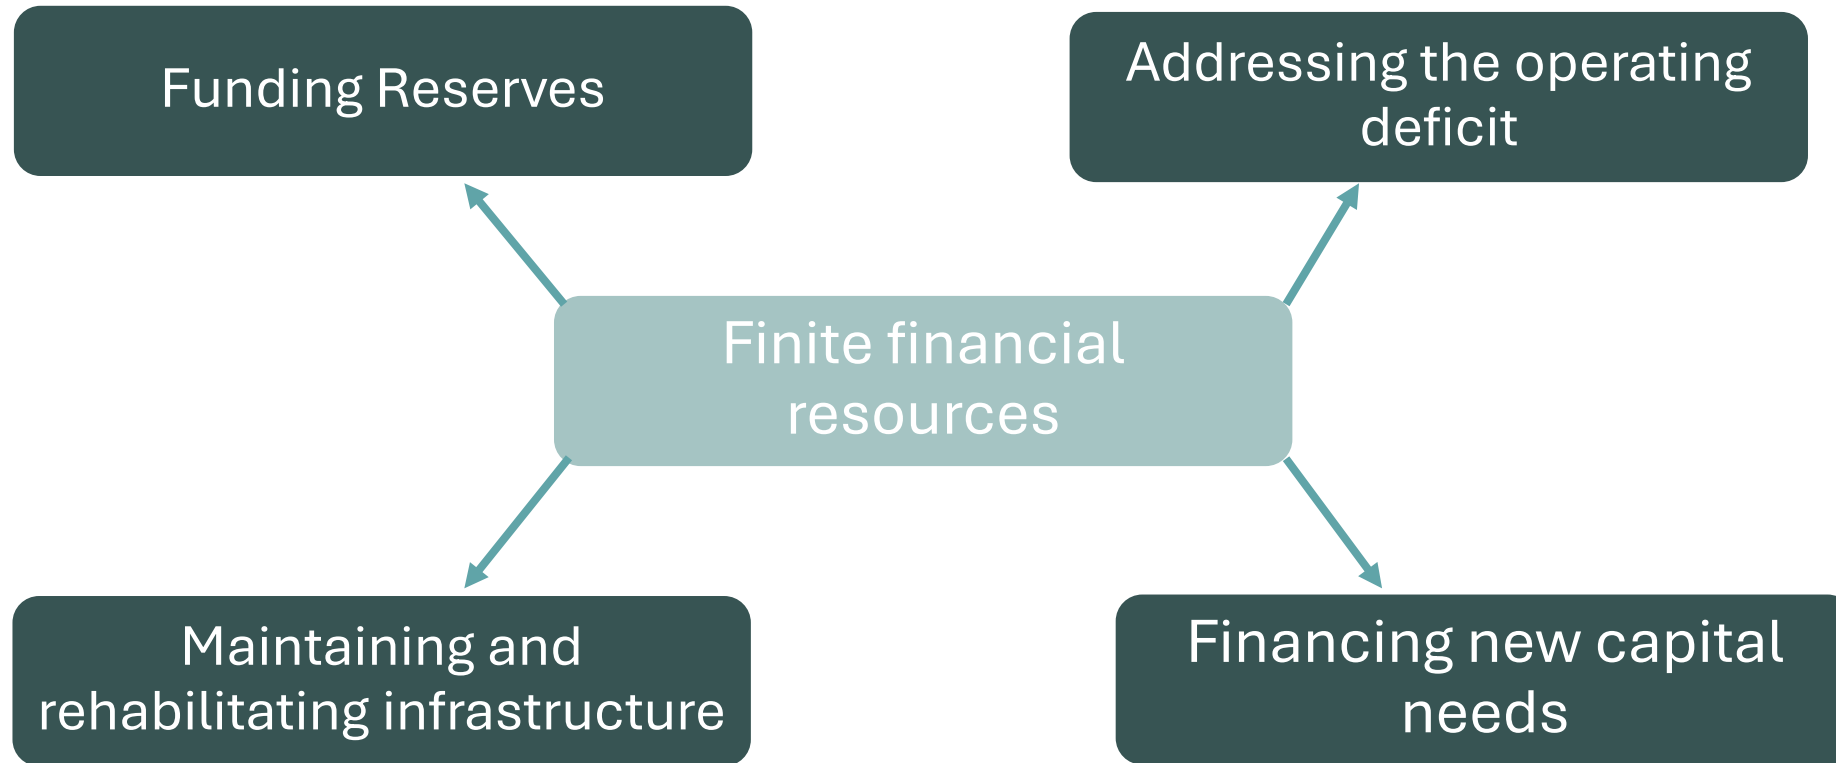 Funding Reserves
Addressing the operating
deficit
Finite financial
resources
Maintaining and
rehabilitating infrastructure
Financing new capital
needs